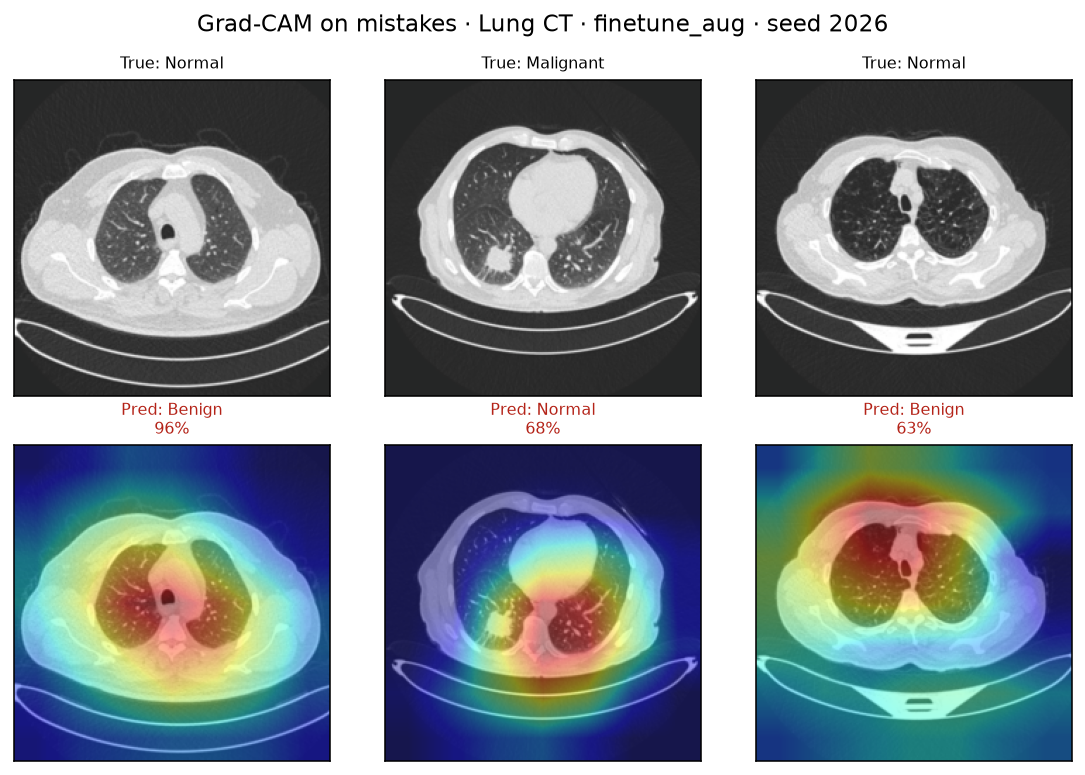 Grad-CAM on mistakes · Lung CT · finetune_aug · seed 2026
True: Normal
True: Malignant
True: Normal
Pred: Benign
96%
Pred: Normal
68%
Pred: Benign
63%